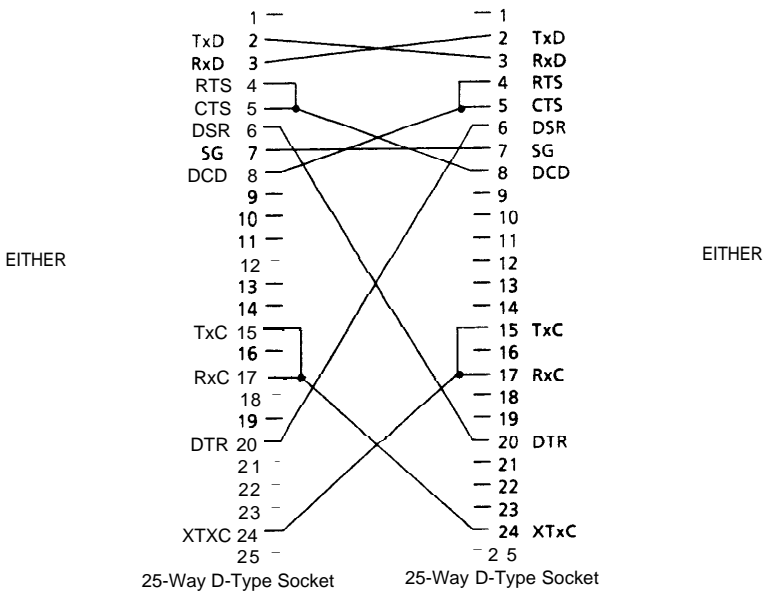 1 1
TxD 2 2 TxD
RxD 3 3 RxD
RTS 4 4 RTS
CTS 5 5 CTS
DSR 6 6 DSR
SG 7 7 SG
DCD 8 8 DCD
9 9
10 10
11 11
EITHER 12 12 EITHER
13 13
14 14
TxC 15 15 TxC
16 16
RxC 17 17 RxC
18 18
19 19
DTR 20 20 DTR
21 21
22 22
23 23
XTXC 24 24 XTxC
25 2 5
25-Way D-Type Socket 25-Way D-Type Socket